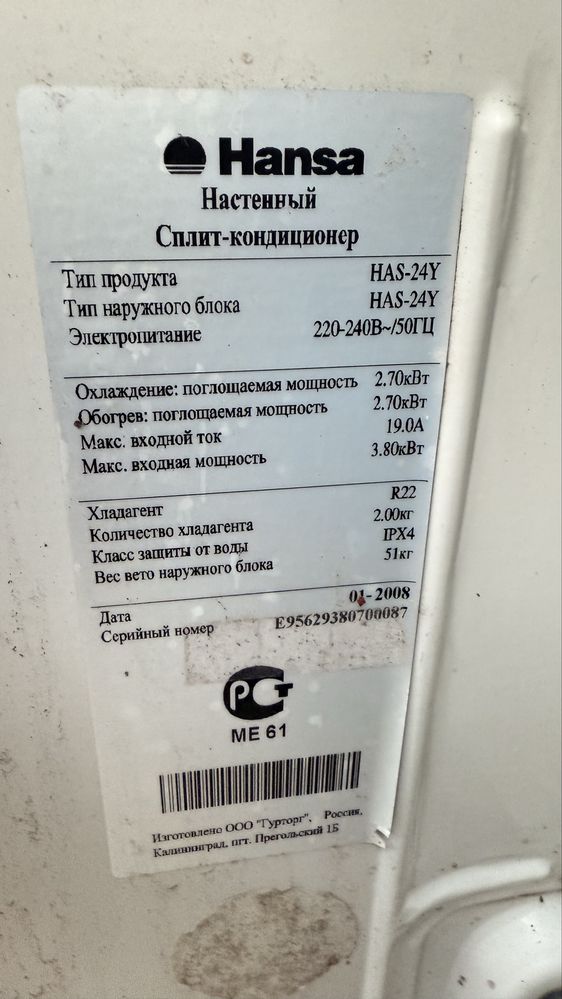 Hansa
Настенный
Сплит-кондиционер
Тип продукта HAS-24Y
Тип наружного блока HAS-24Y
Электропитание 220-240В~/50ГЦ
Охлаждение: поглощаемая мощность 2.70кВт
Обогрев: поглощаемая мощность 2.70кВт
Макс. входной ток 19.0А
Макс. входная мощность 3.80кВт
Хладагент R22
Количество хладагента 2.00кг
Класс защиты от воды IPX4
Вес вето наружного блока 51кг
Дата 01-2008
Серийный номер E95629380700087
РСТ
МЕ 61
Изготовлено ООО "Гурторг", Россия,
Калининград, пгт. Прегольский 1Б